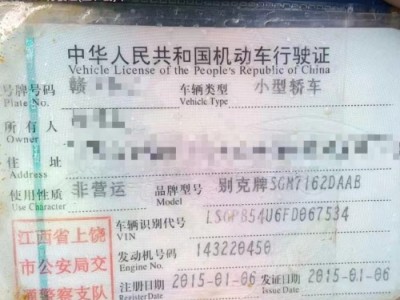 中华人民共和国机动车行驶证
Vehicle License of the People's Republic of China
号牌号码 赣 车辆类型 小型轿车
Plate No. Vehicle Type
所有人
Owner
住址
Address
使用性质 非营运 品牌型号 别克牌SGM7162DAAB
Use Character Model
车辆识别代号 LSGPB54U6FD067534
VIN
发动机号码 143220450
Engine No.
江西省上饶
市公安局交
警察支队
注册日期 2015-01-06 发证日期 2015-01-06
Register Date Issue Date